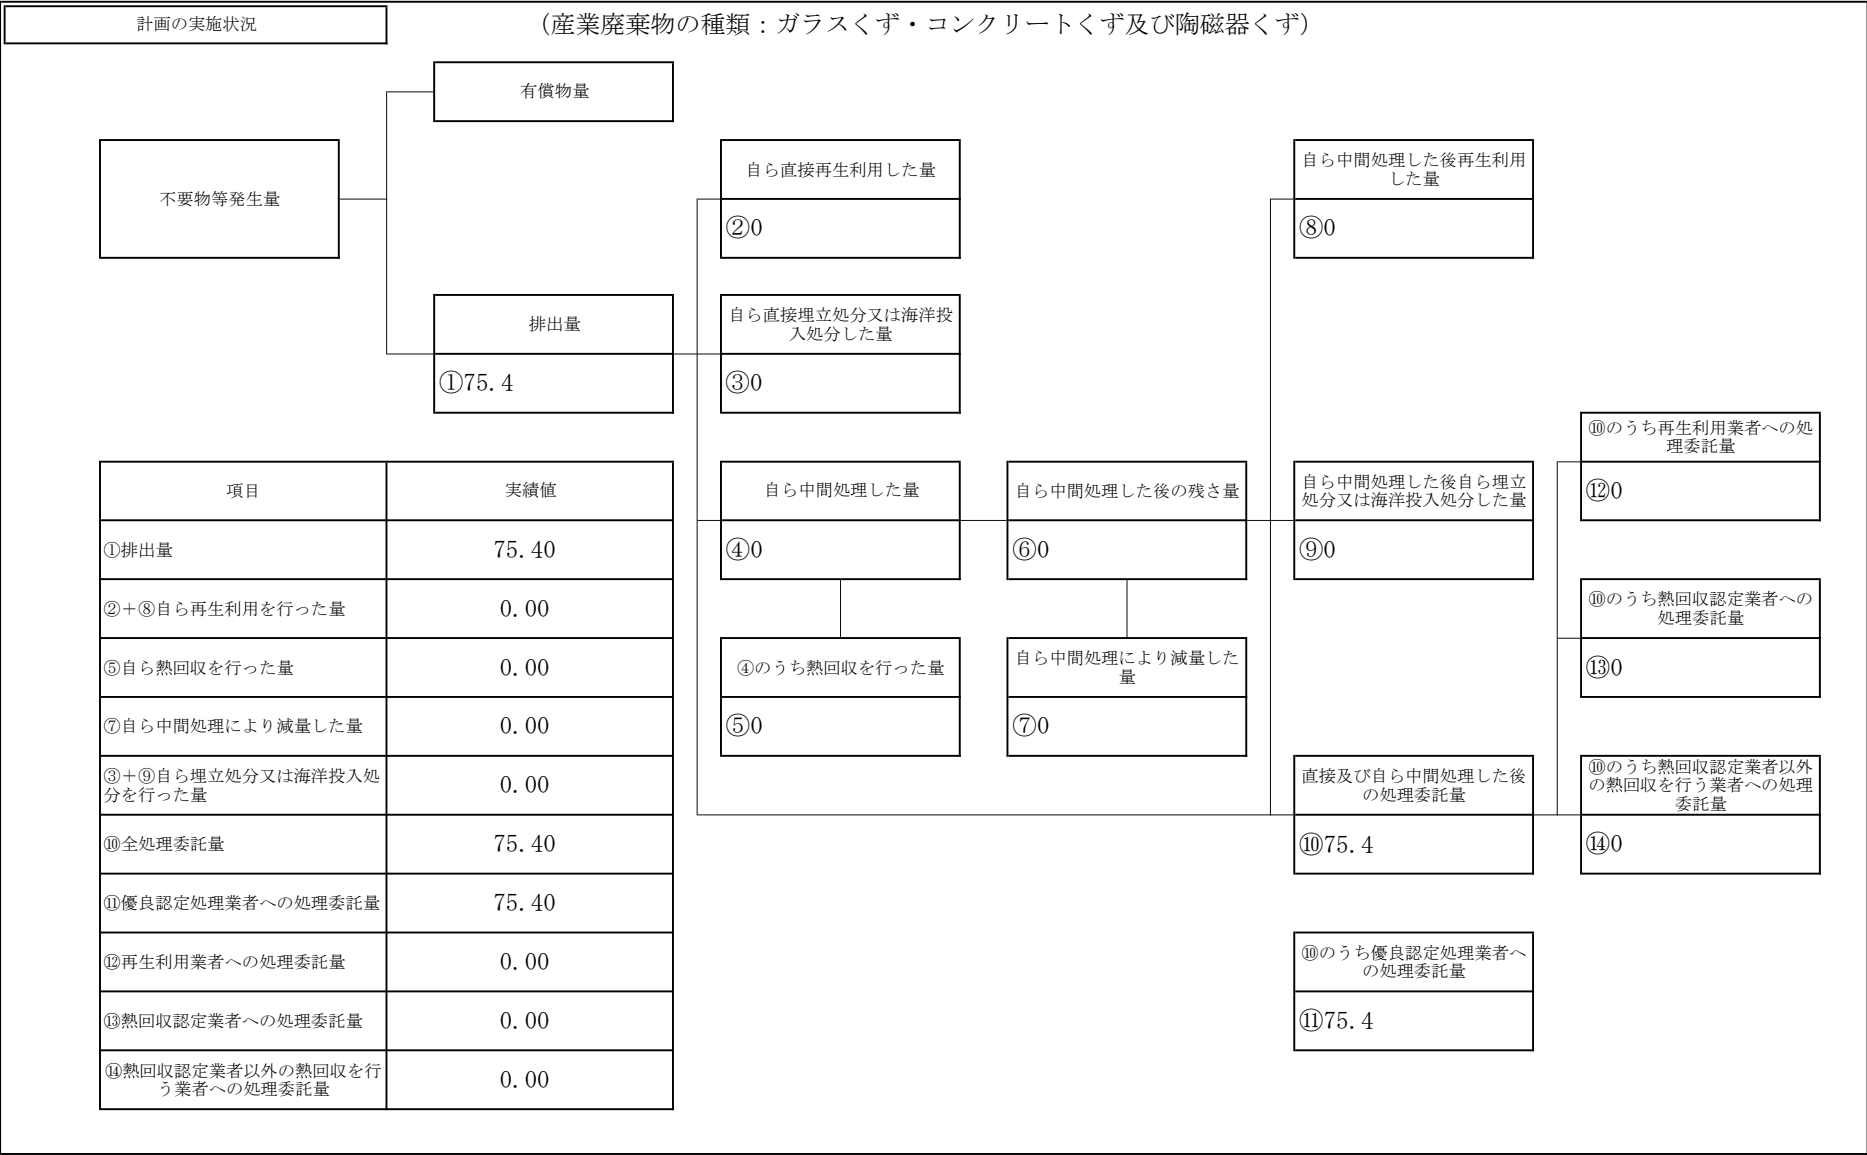 計画の実施状況
(産業廃棄物の種類：ガラスくず・コンクリートくず及び陶磁器くず)
有償物量
不要物等発生量
自ら直接再生利用した量
②0
自ら中間処理した後再生利用
した量
⑧0
排出量
①75.4
自ら直接埋立処分又は海洋投
入処分した量
③0
⑩のうち再生利用業者への処
理委託量
⑫0
自ら中間処理した量
④0
自ら中間処理した後の残さ量
⑥0
自ら中間処理した後自ら埋立
処分又は海洋投入処分した量
⑨0
⑩のうち熱回収認定業者への
処理委託量
⑬0
④のうち熱回収を行った量
⑤0
自ら中間処理により減量した
量
⑦0
直接及び自ら中間処理した後
の処理委託量
⑩75.4
⑩のうち熱回収認定業者以外
の熱回収を行う業者への処理
委託量
⑭0
⑩のうち優良認定処理業者へ
の処理委託量
⑪75.4
項目 実績値
①排出量 75.40
②＋⑧自ら再生利用を行った量 0.00
⑤自ら熱回収を行った量 0.00
⑦自ら中間処理により減量した量 0.00
③＋⑨自ら埋立処分又は海洋投入処
分を行った量 0.00
⑩全処理委託量 75.40
⑪優良認定処理業者への処理委託量 75.40
⑫再生利用業者への処理委託量 0.00
⑬熱回収認定業者への処理委託量 0.00
⑭熱回収認定業者以外の熱回収を行
う業者への処理委託量 0.00